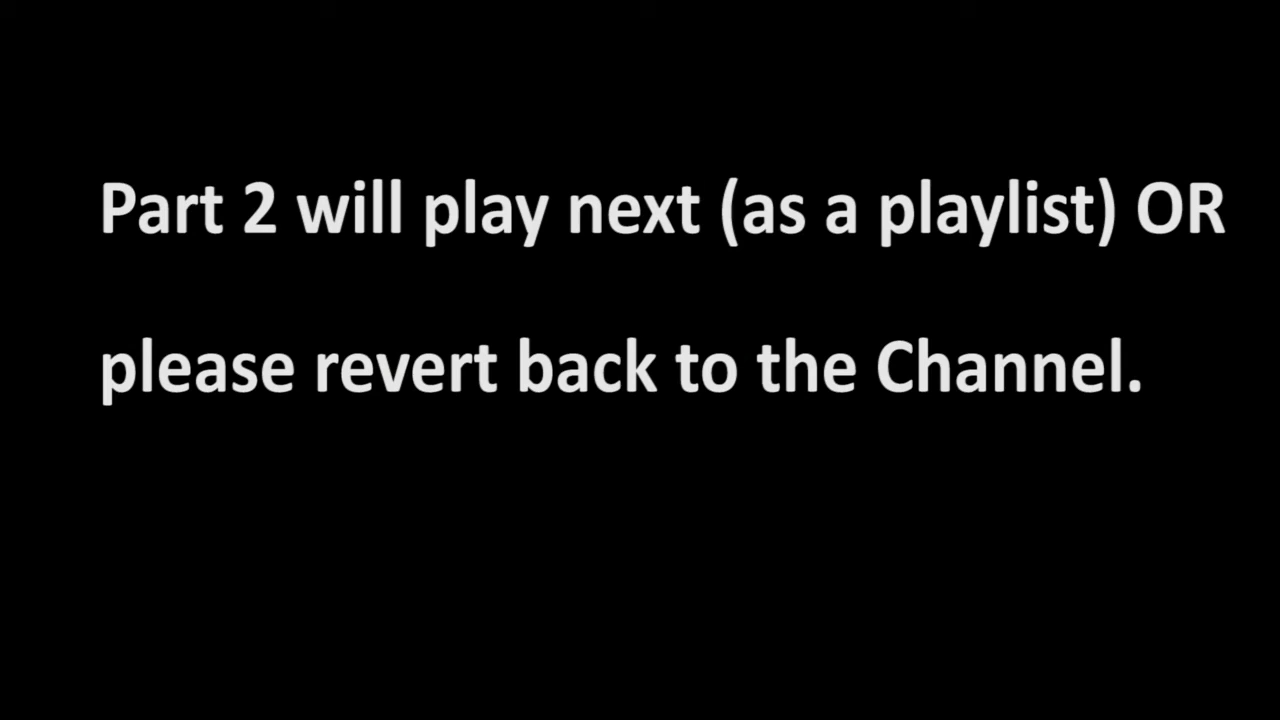 Part 2 will play next (as a playlist) OR
please revert back to the Channel.